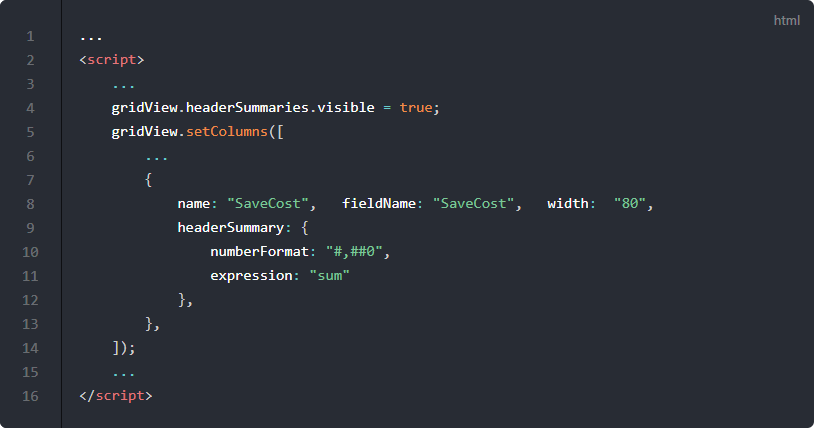 html
1 ...
2 <script>
3     ...
4     gridView.headerSummaries.visible = true;
5     gridView.setColumns([
6         ...
7         {
8             name: "SaveCost",   fieldName: "SaveCost",   width:  "80",
9             headerSummary: {
10                 numberFormat: "#,##0",
11                 expression: "sum"
12             },
13         },
14     ]);
15     ...
16 </script>